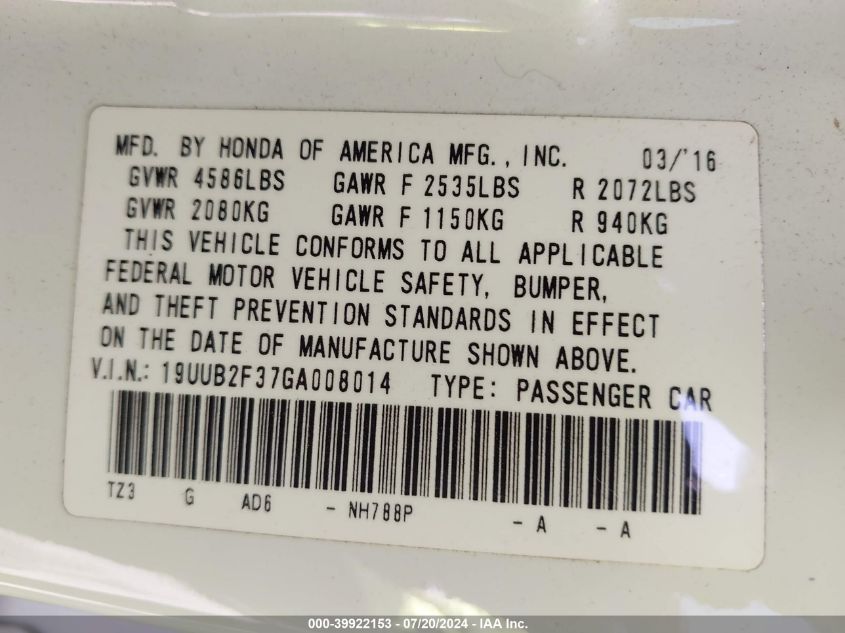 MFD. BY HONDA OF AMERICA MFG., INC. 03/'16
GVWR 4586LBS GAWR F 2535LBS R 2072LBS
GVWR 2080KG GAWR F 1150KG R 940KG
THIS VEHICLE CONFORMS TO ALL APPLICABLE
FEDERAL MOTOR VEHICLE SAFETY, BUMPER,
AND THEFT PREVENTION STANDARDS IN EFFECT
ON THE DATE OF MANUFACTURE SHOWN ABOVE.
V.I.N.: 19UUB2F37GA008014 TYPE: PASSENGER CAR
TZ3 G AD6 - NH788P - A - A
000-39922153 - 07/20/2024 - IAA Inc.